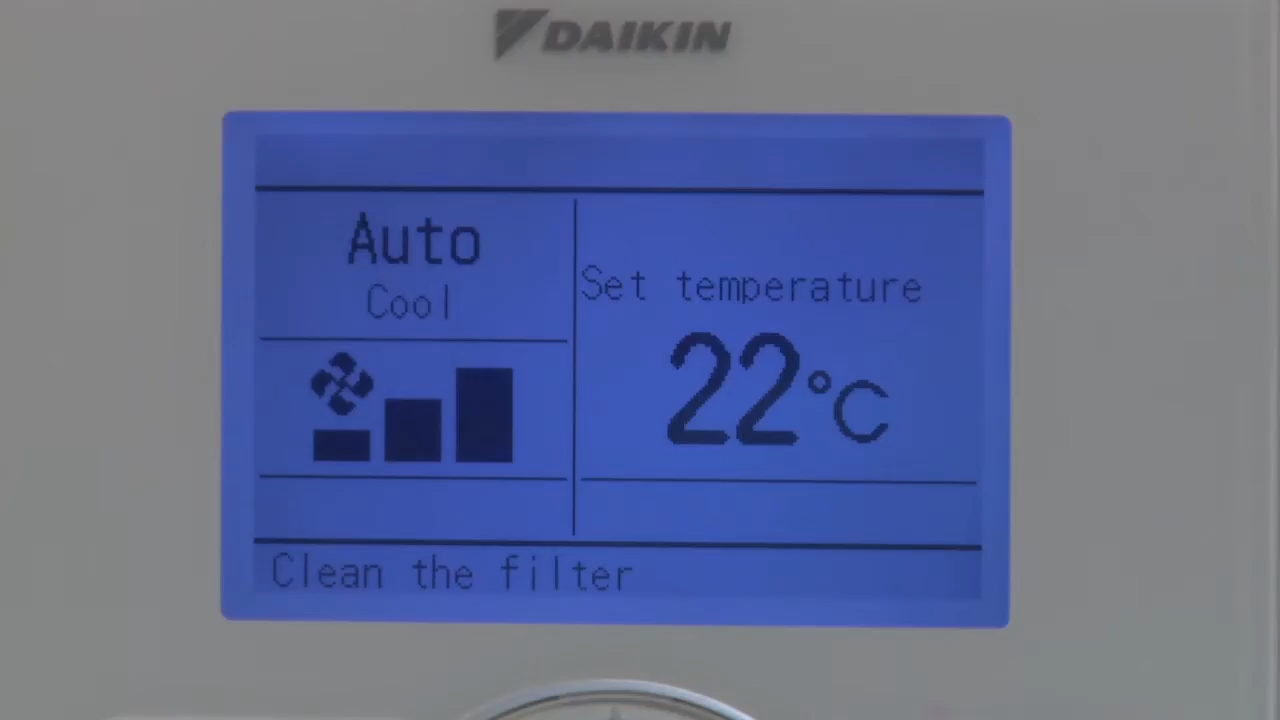 DAIKIN
Auto
Cool
Set temperature
22°C
Clean the filter